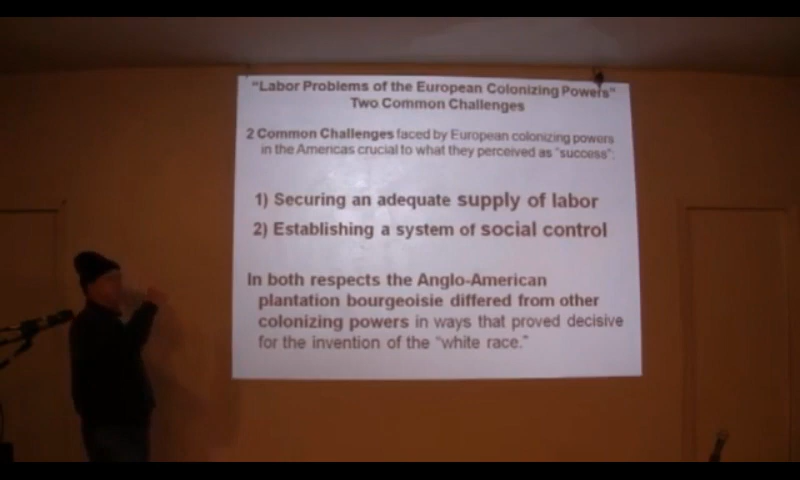 "Labor Problems of the European Colonizing Powers"
Two Common Challenges
2 Common Challenges faced by European colonizing powers
in the Americas crucial to what they perceived as "success":
1) Securing an adequate supply of labor
2) Establishing a system of social control
In both respects the Anglo-American
plantation bourgeoisie differed from other
colonizing powers in ways that proved decisive
for the invention of the "white race."